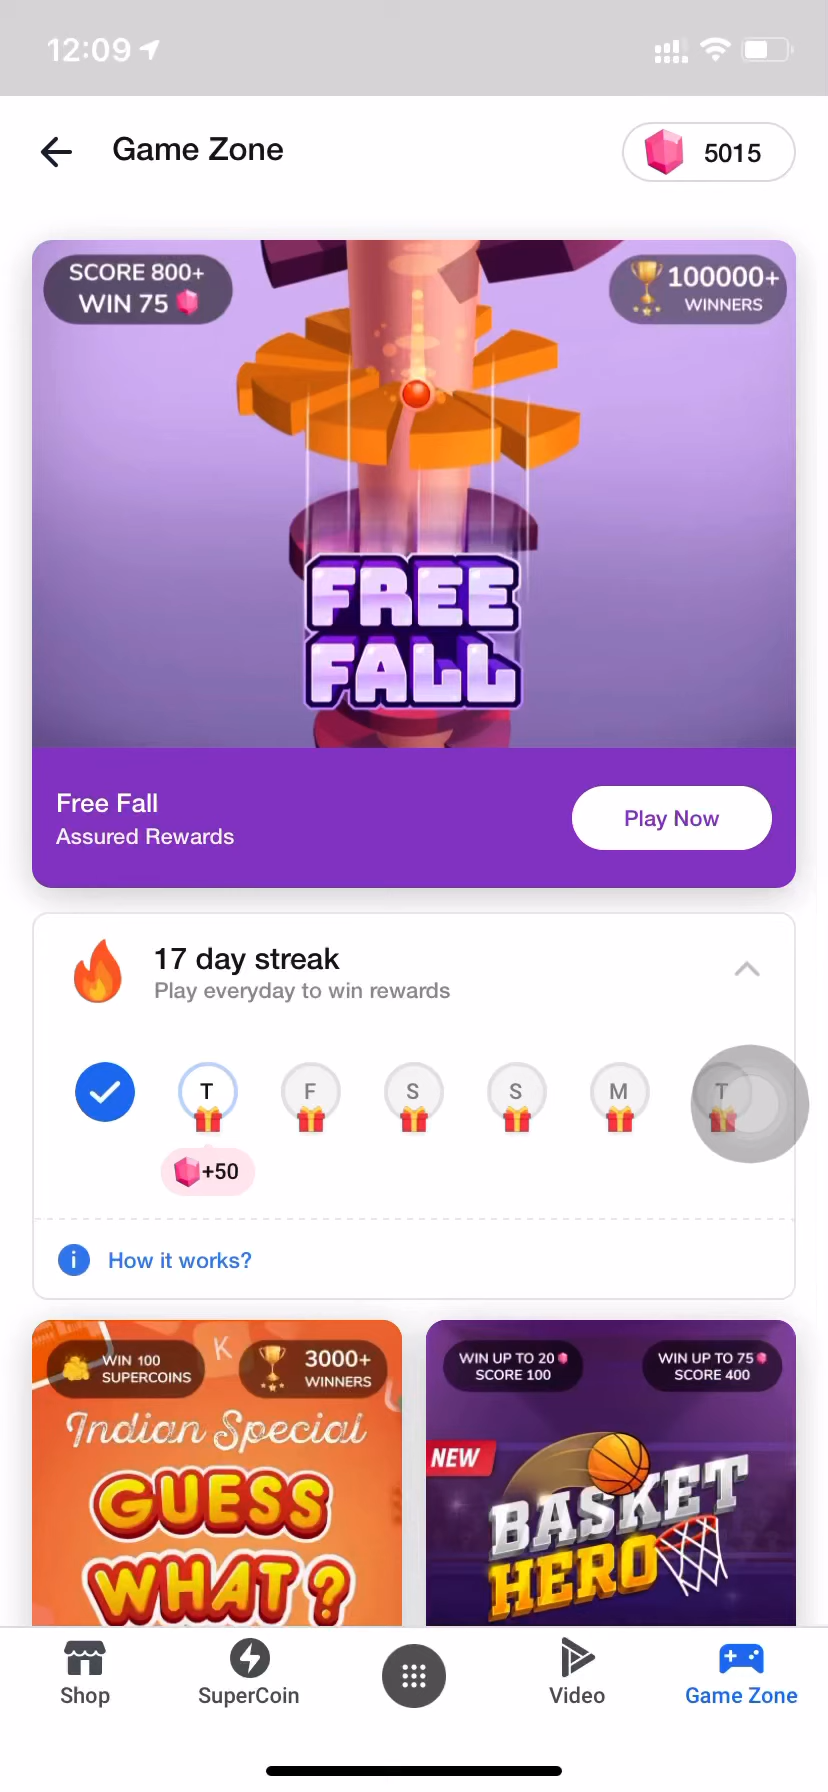 12:09
Game Zone
5015
SCORE 800+
WIN 75
100000+
WINNERS
FREE
FALL
Free Fall
Assured Rewards
Play Now
17 day streak
Play everyday to win rewards
T
F
S
S
M
T
+50
How it works?
K
WIN 100
SUPERCOINS
3000+
WINNERS
Indian Special
GUESS
WHAT?
WIN UP TO 20
SCORE 100
WIN UP TO 75
SCORE 400
NEW
BASKET
HERO
Shop
SuperCoin
Video
Game Zone